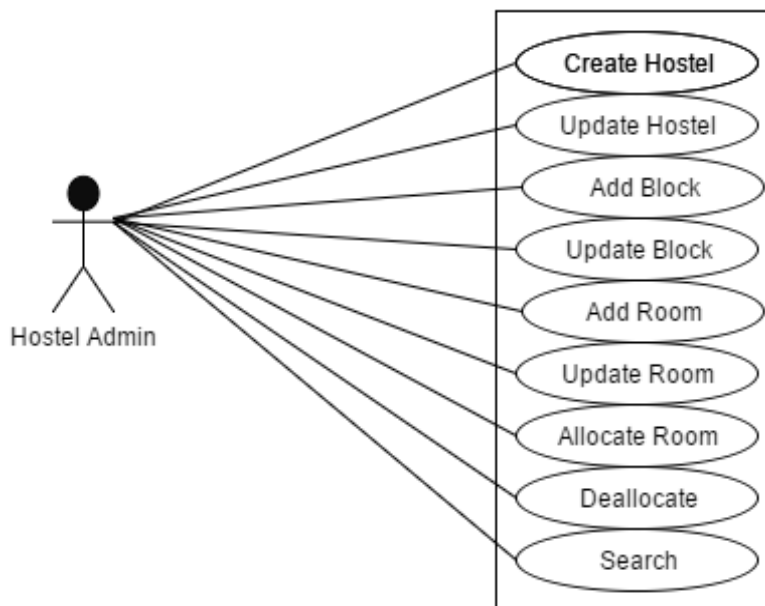 Create Hostel
Update Hostel
Add Block
Update Block
Add Room
Hostel Admin
Update Room
Allocate Room
Deallocate
Search